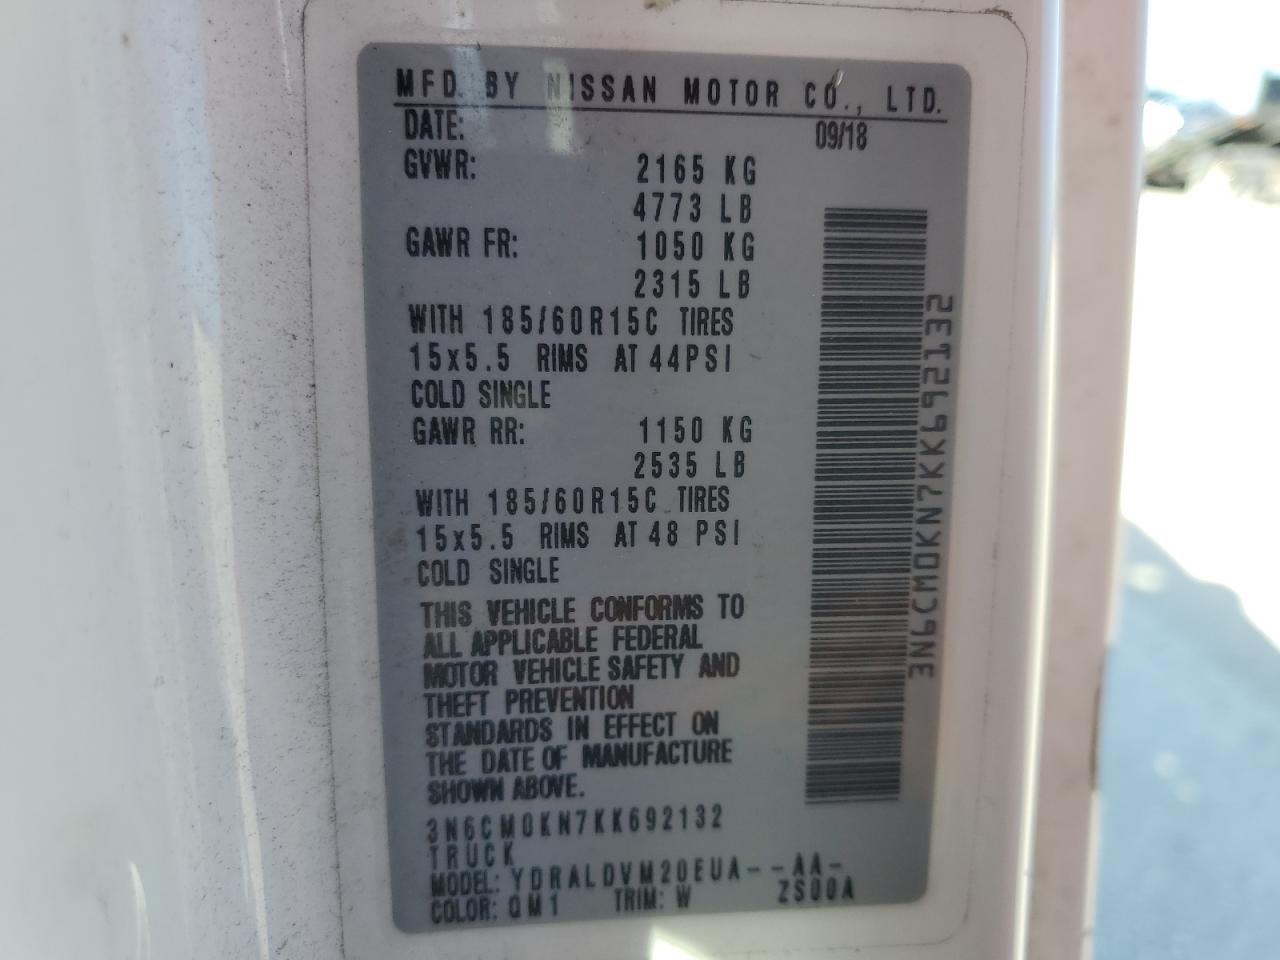 MFD. BY NISSAN MOTOR CO., LTD.
DATE: 09/18
GVWR: 2165 KG
4773 LB
GAWR FR: 1050 KG
2315 LB
WITH 185/60R15C TIRES
15x5.5 RIMS AT 44PSI
COLD SINGLE
GAWR RR: 1150 KG
2535 LB
WITH 185/60R15C TIRES
15x5.5 RIMS AT 48 PSI
COLD SINGLE
THIS VEHICLE CONFORMS TO
ALL APPLICABLE FEDERAL
MOTOR VEHICLE SAFETY AND
THEFT PREVENTION
STANDARDS IN EFFECT ON
THE DATE OF MANUFACTURE
SHOWN ABOVE.
3N6CM0KN7KK692132
TRUCK
MODEL: YDRALDVM20EUA--AA-
COLOR: QM1 TRIM: W ZS00A
3N6CM0KN7KK692132